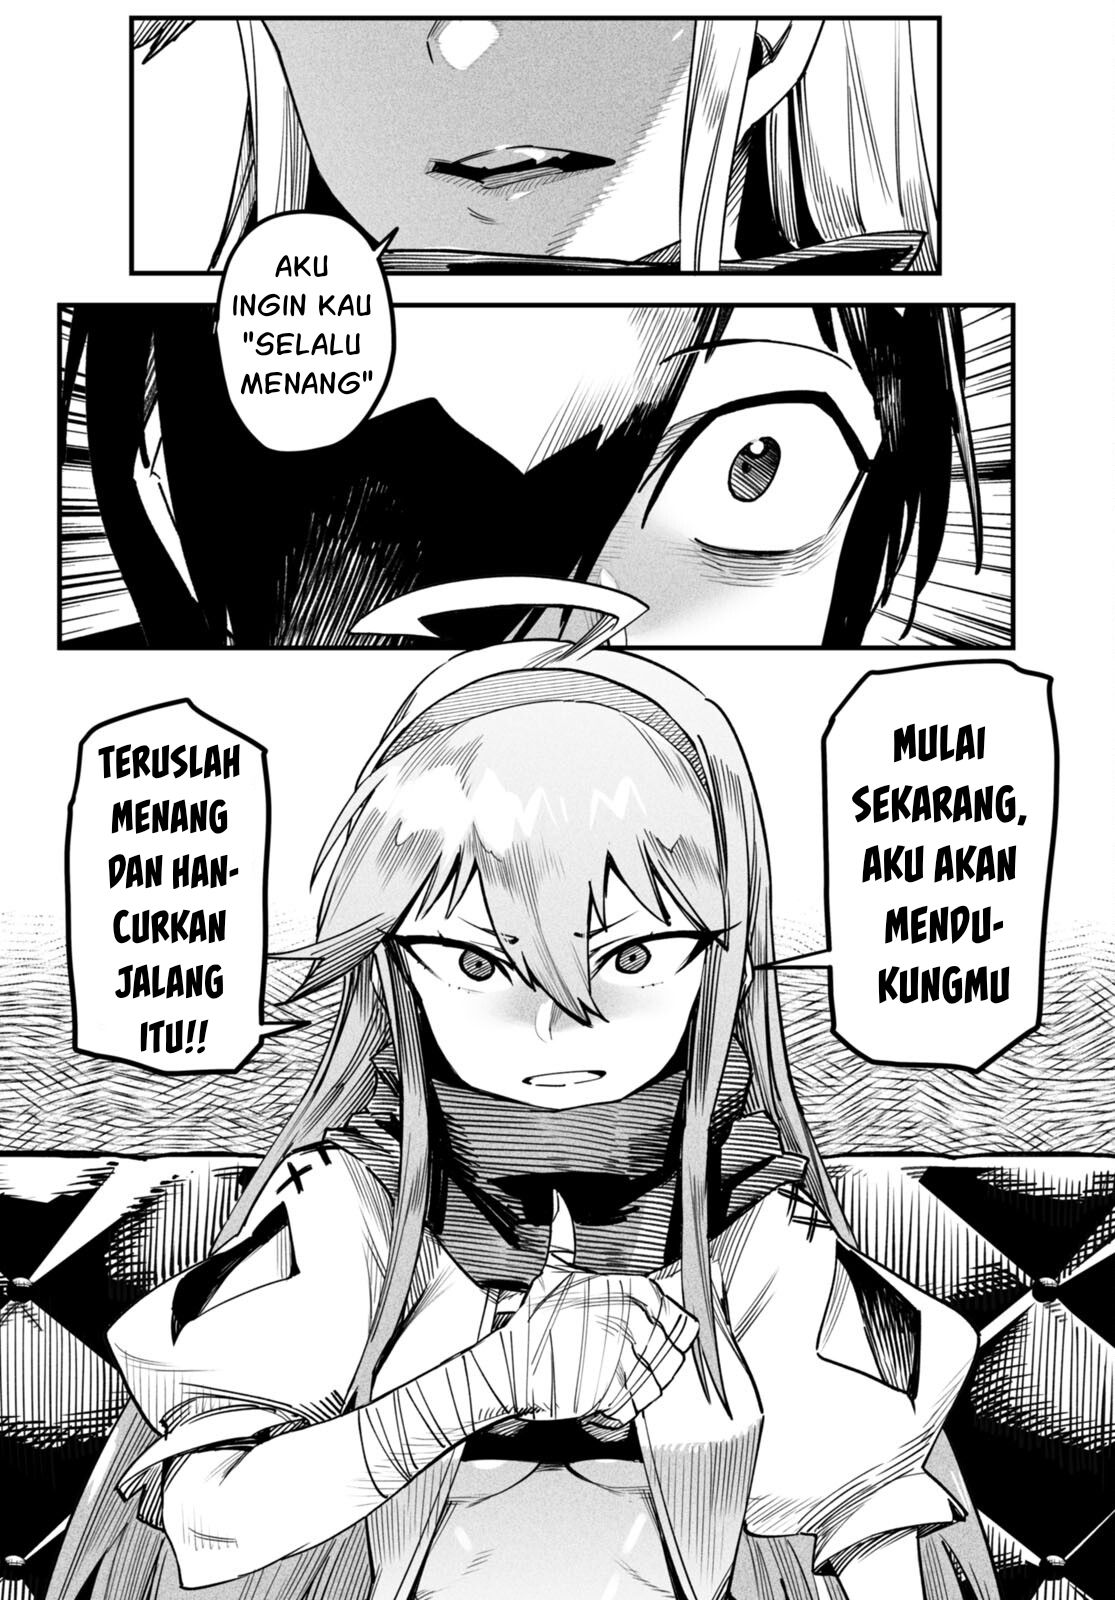 AKU
INGIN KAU
"SELALU
MENANG"
MULAI
SEKARANG,
AKU AKAN
MENDU-
KUNGMU
TERUSLAH
MENANG
DAN HAN-
CURKAN
JALANG
ITU!!